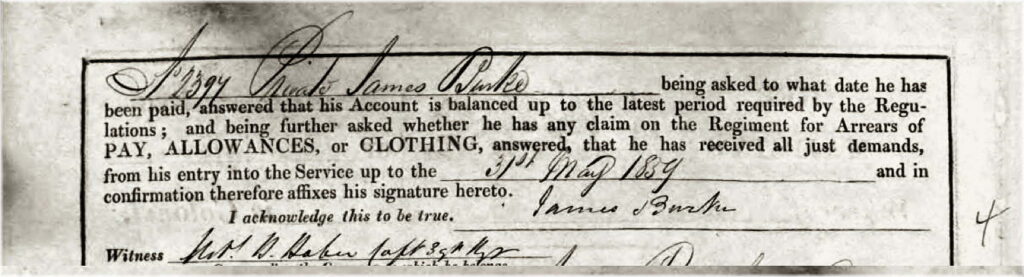 No 2397 Private James Burke being asked to what date he has
been paid, answered that his Account is balanced up to the latest period required by the Regu-
lations; and being further asked whether he has any claim on the Regiment for Arrears of
PAY, ALLOWANCES, or CLOTHING, answered, that he has received all just demands,
from his entry into the Service up to the 31st May 1859 and in
confirmation therefore affixes his signature hereto.
I acknowledge this to be true. James Burke
4
Witness Capt 39th Rgt